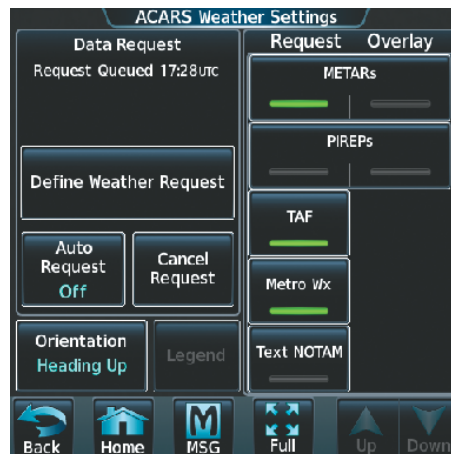 ACARS Weather Settings
Data Request
Request Queued 17:28UTC
Define Weather Request
Auto
Request
Off
Cancel
Request
Orientation
Heading Up
Legend
Request Overlay
METARs
PIREPs
TAF
Metro Wx
Text NOTAM
Back
Home
MSG
Full
Up
Down